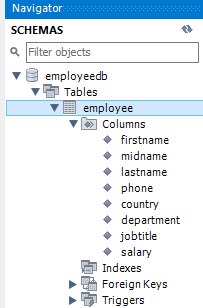 Navigator
SCHEMAS
Filter objects
employeedb
Tables
employee
Columns
firstname
midname
lastname
phone
country
department
jobtitle
salary
Indexes
Foreign Keys
Triggers